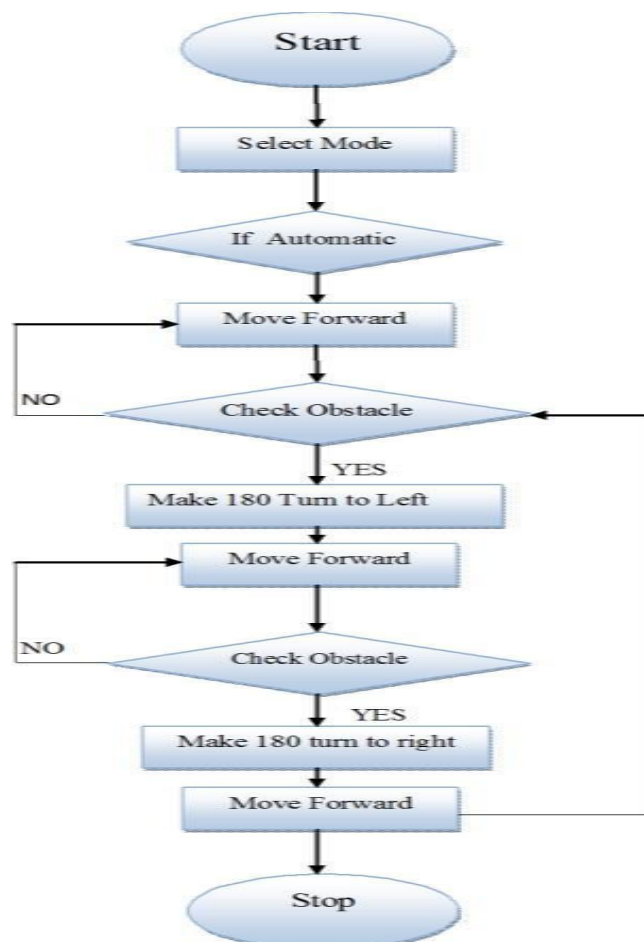 Start
Select Mode
If Automatic
Move Forward
NO
Check Obstacle
YES
Make 180 Turn to Left
Move Forward
NO
Check Obstacle
YES
Make 180 turn to right
Move Forward
Stop